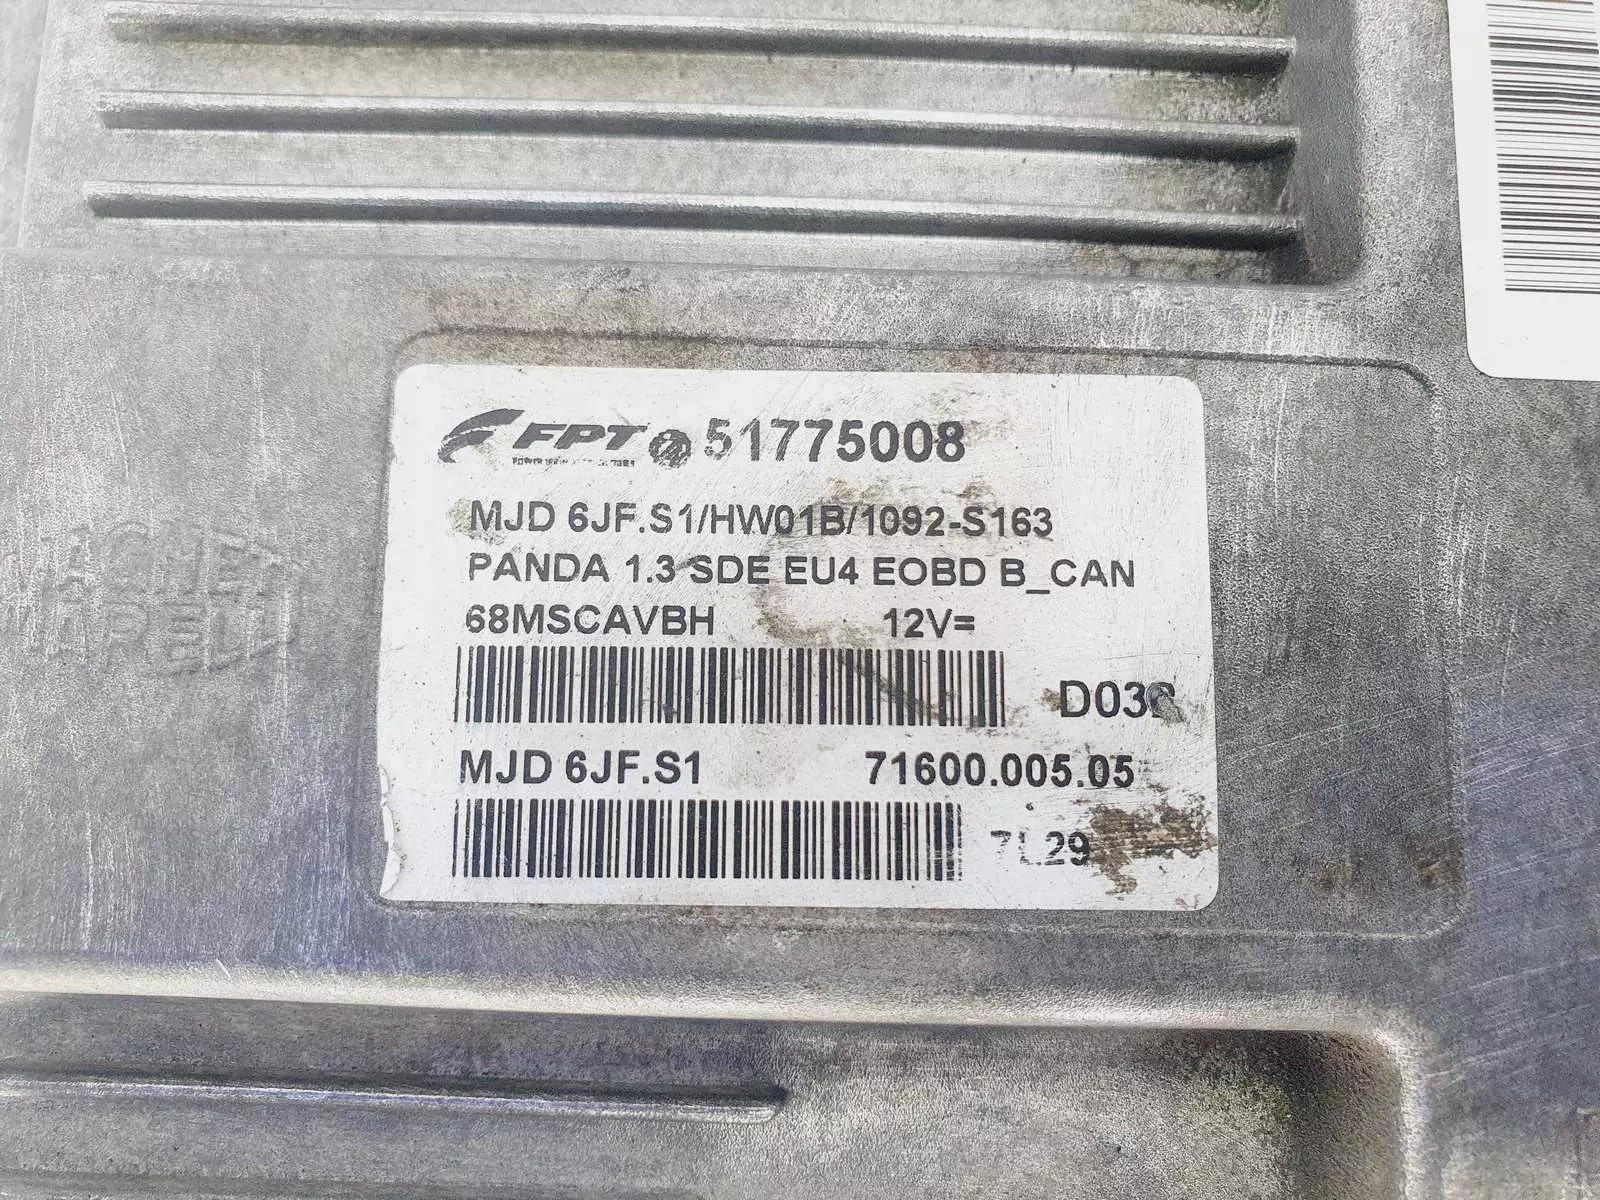 FPT 51775008
MJD 6JF.S1/HW01B/1092-S163
PANDA 1.3 SDE EU4 EOBD B_CAN
68MSCAVBH 12V=
MJD 6JF.S1 71600.005.05